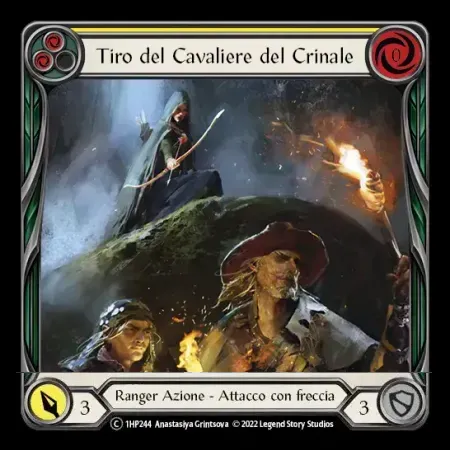 Tiro del Cavaliere del Crinale
0
Ranger Azione - Attacco con freccia
3
3
© 1HP244 Anastasiya Grintsova © 2022 Legend Story Studios